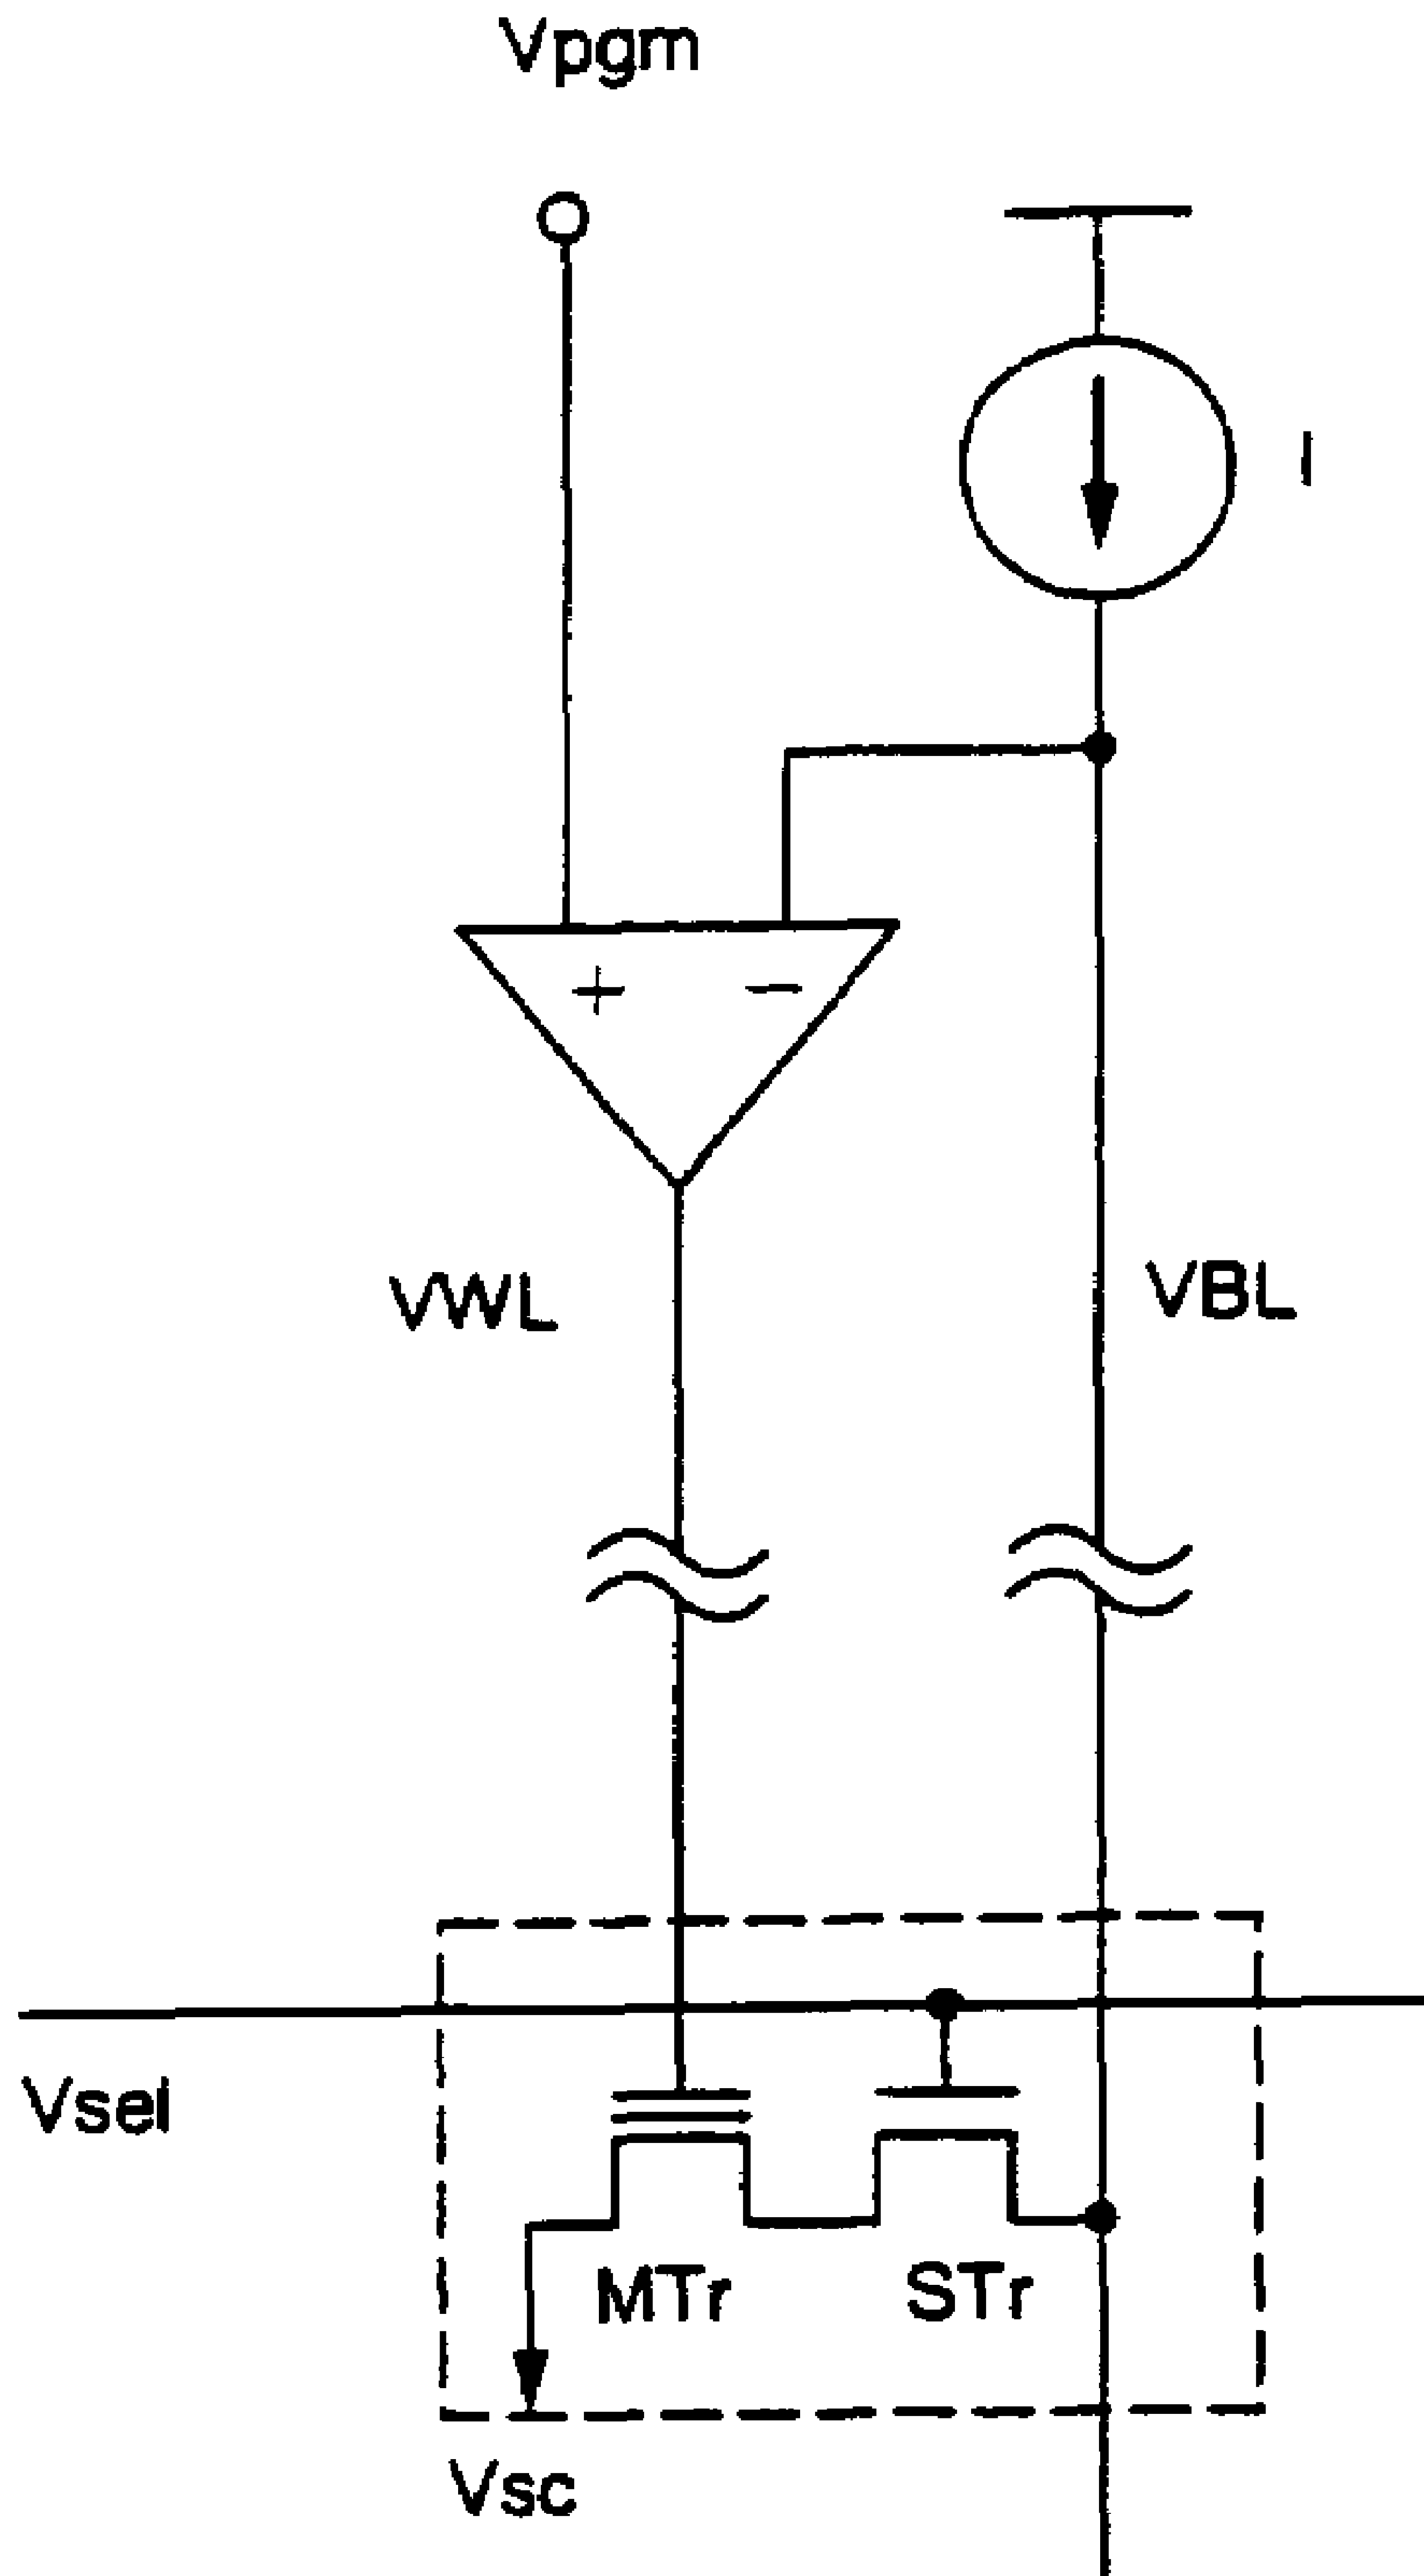 Vpgm
I
+ −
VWL
VBL
Vsel
MTr
STr
Vsc